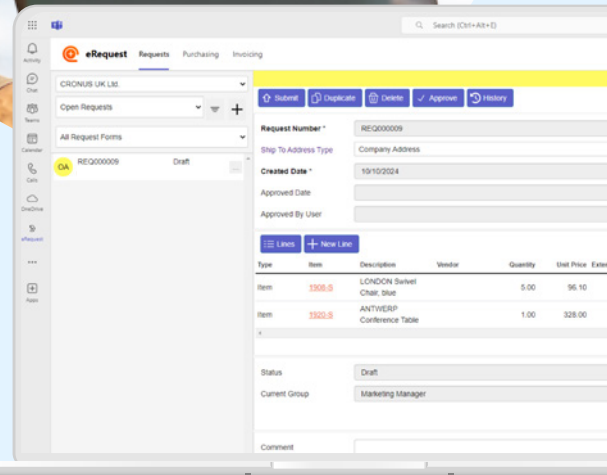 Search (Ctrl+Alt+E)
Activity
Chat
Teams
Calendar
Calls
OneDrive
eRequest
Apps
eRequest Requests Purchasing Invoicing
CRONUS UK Ltd.
Open Requests
All Request Forms
OA REQ000009 Draft
Submit Duplicate Delete Approve History
Request Number * REQ000009
Ship To Address Type Company Address
Created Date * 10/10/2024
Approved Date
Approved By User
Lines New Line
Type Item Description Vendor Quantity Unit Price Exten
Item 1908-S LONDON Swivel Chair, blue 5.00 96.10
Item 1920-S ANTWERP Conference Table 1.00 328.00
Status Draft
Current Group Marketing Manager
Comment